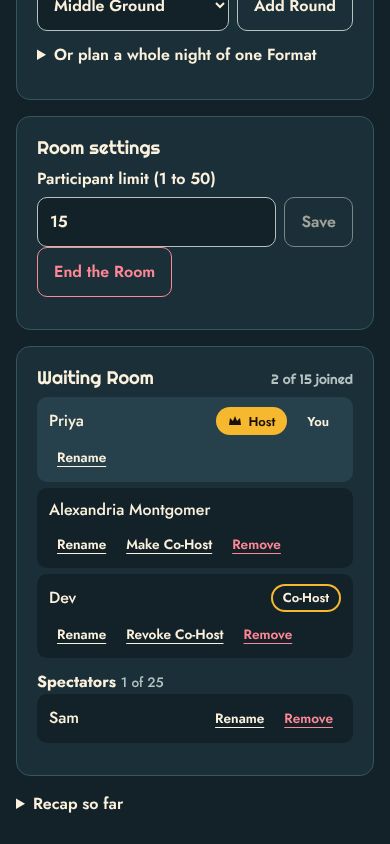 Middle Ground
Add Round
Or plan a whole night of one Format
Room settings
Participant limit (1 to 50)
15
Save
End the Room
Waiting Room
2 of 15 joined
Priya
Host
You
Rename
Alexandria Montgomer
Rename Make Co-Host Remove
Dev
Co-Host
Rename Revoke Co-Host Remove
Spectators 1 of 25
Sam
Rename Remove
Recap so far